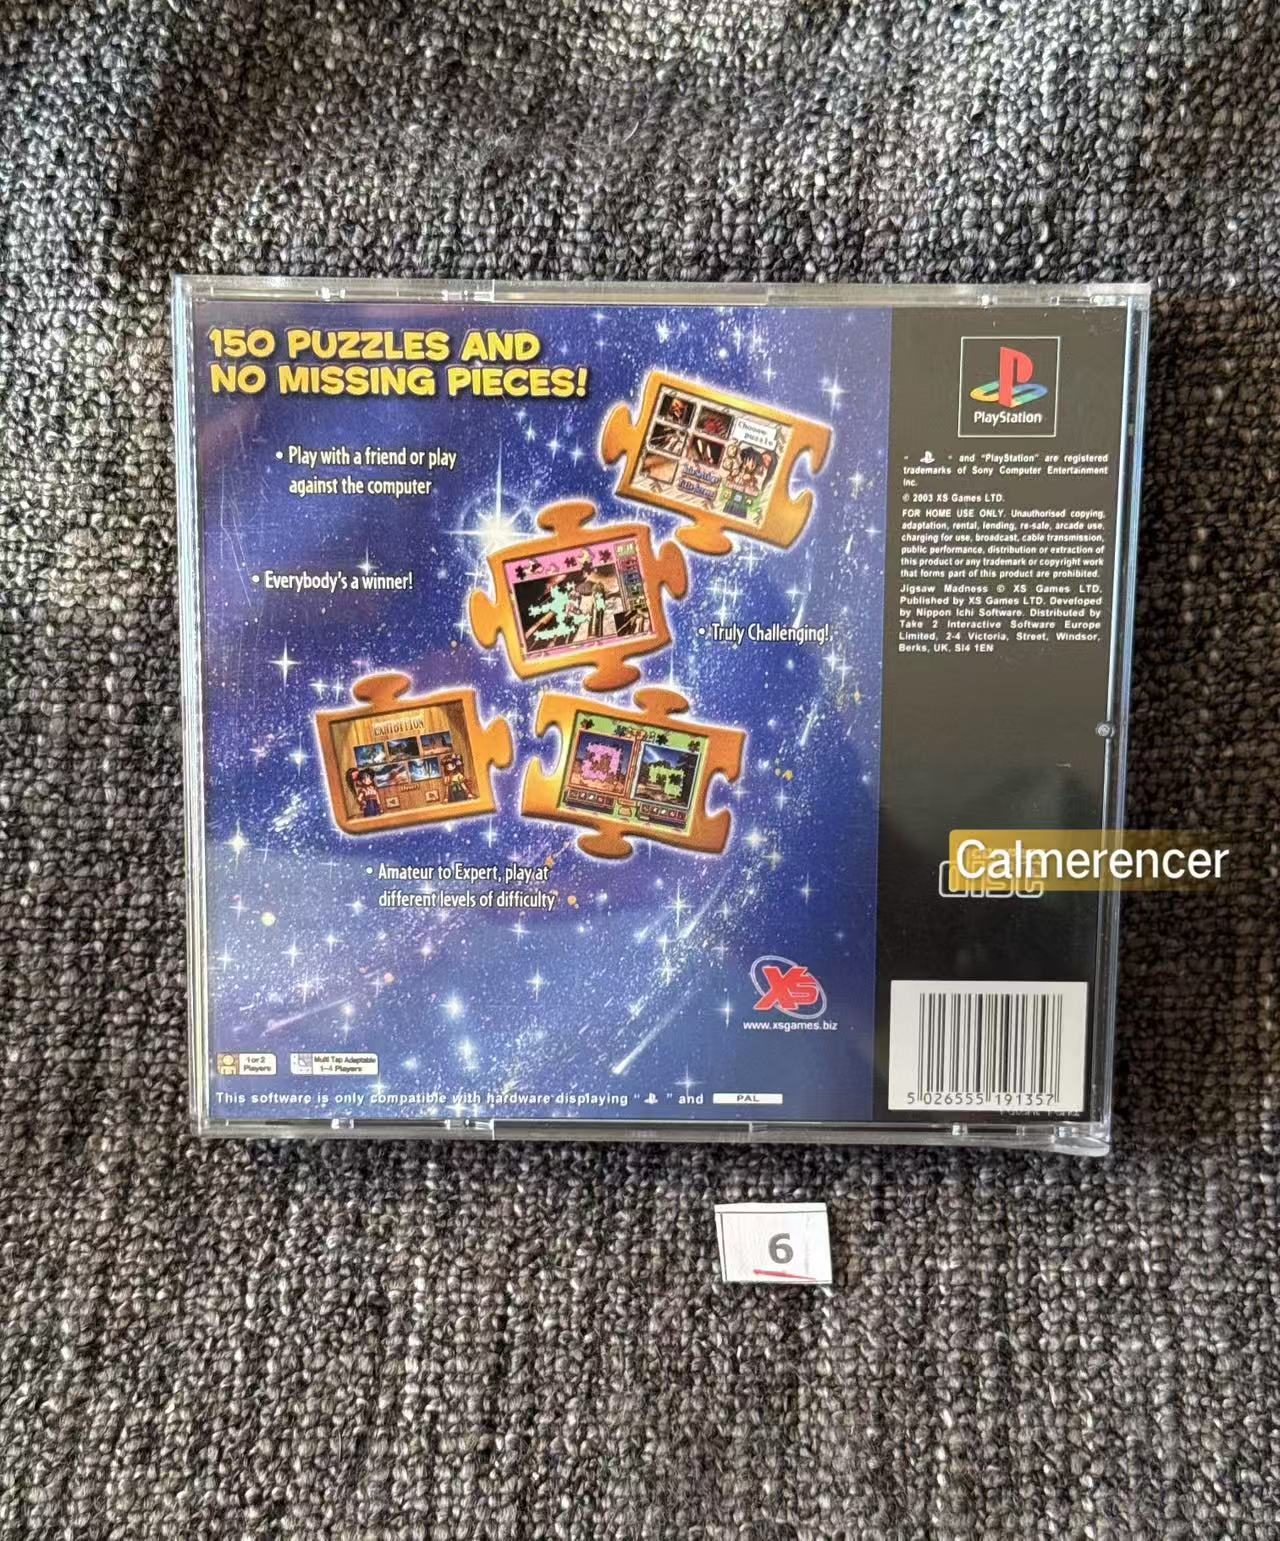 150 PUZZLES AND
NO MISSING PIECES!
• Play with a friend or play
against the computer
• Everybody's a winner!
Choose
puzzle
• Truly Challenging!
EXHIBITION
• Amateur to Expert, play at
different levels of difficulty
XS
www.xsgames.biz
1 or 2
Players
Multi Tap Adaptable
1-4 Players
This software is only compatible with hardware displaying " " and PAL
PlayStation
" " and "PlayStation" are registered
trademarks of Sony Computer Entertainment
Inc.
© 2003 XS Games LTD.
FOR HOME USE ONLY. Unauthorised copying,
adaptation, rental, lending, re-sale, arcade use,
charging for use, broadcast, cable transmission,
public performance, distribution or extraction of
this product or any trademark or copyright work
that forms part of this product are prohibited.
Jigsaw Madness © XS Games LTD.
Published by XS Games LTD. Developed
by Nippon Ichi Software. Distributed by
Take 2 Interactive Software Europe
Limited, 2-4 Victoria, Street, Windsor,
Berks, UK, Sl4 1EN
Calmerencer
disc
5 026555 191357
6